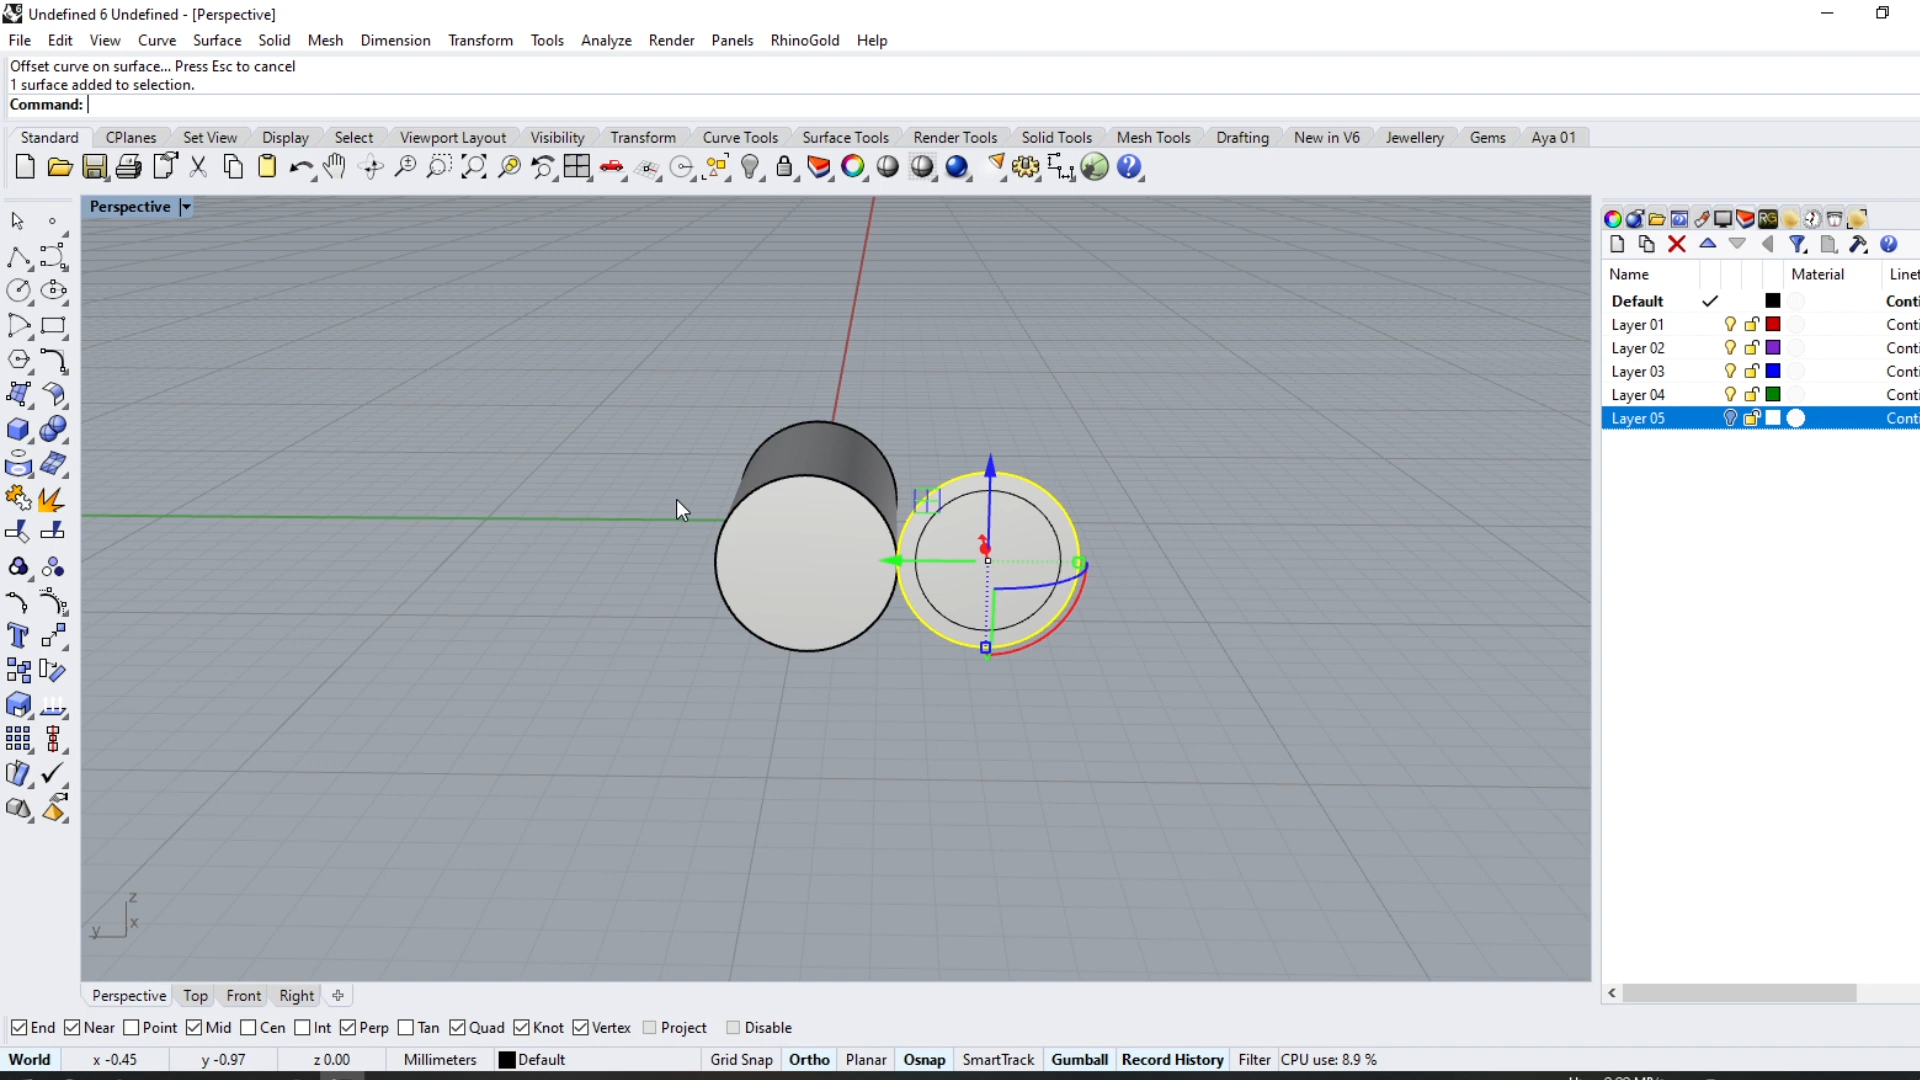 Undefined 6 Undefined - [Perspective]
File Edit View Curve Surface Solid Mesh Dimension Transform Tools Analyze Render Panels RhinoGold Help
Offset curve on surface... Press Esc to cancel
1 surface added to selection.
Command:
Standard CPlanes Set View Display Select Viewport Layout Visibility Transform Curve Tools Surface Tools Render Tools Solid Tools Mesh Tools Drafting New in V6 Jewellery Gems Aya 01
Perspective
RG
Name Material Linet
Default Conti
Layer 01 Conti
Layer 02 Conti
Layer 03 Conti
Layer 04 Conti
Layer 05 Conti
z
x
y
Perspective Top Front Right
End Near Point Mid Cen Int Perp Tan Quad Knot Vertex Project Disable
World x -0.45 y -0.97 z 0.00 Millimeters Default Grid Snap Ortho Planar Osnap SmartTrack Gumball Record History Filter CPU use: 8.9 %